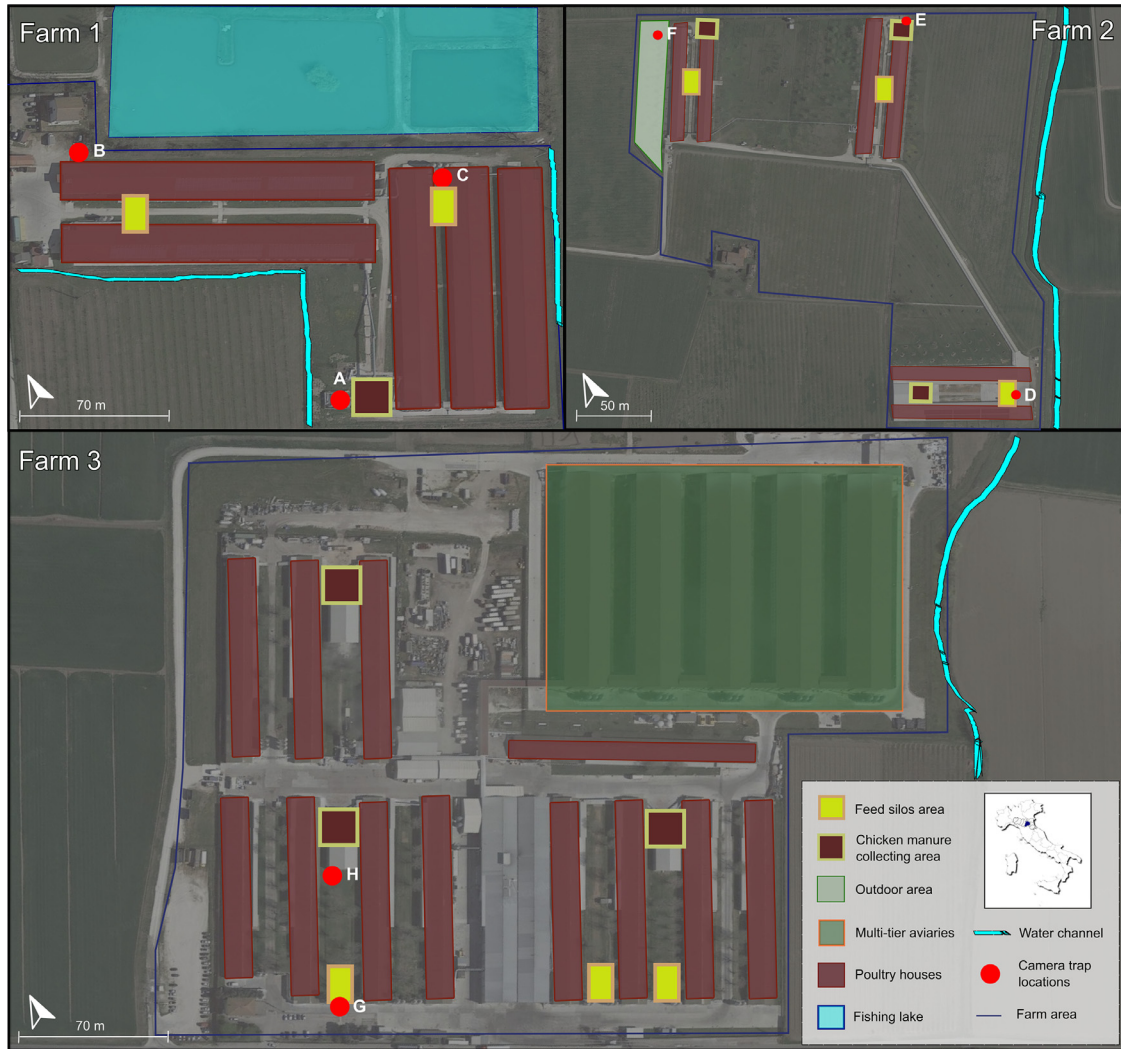 Farm 1
B
C
A
70 m
Farm 2
E
F
D
50 m
Farm 3
H
G
70 m
Feed silos area
Chicken manure
collecting area
Outdoor area
Multi-tier aviaries
Poultry houses
Fishing lake
Water channel
Camera trap
locations
Farm area